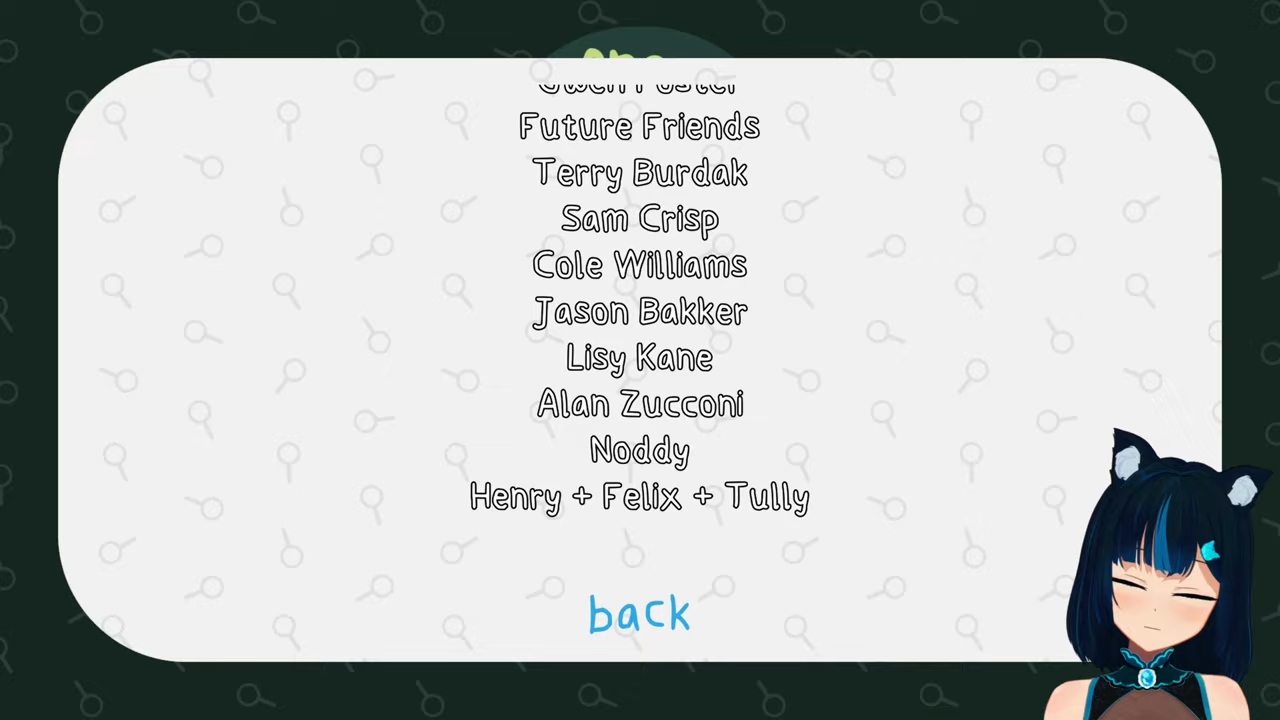 Future Friends
Terry Burdak
Sam Crisp
Cole Williams
Jason Bakker
Lisy Kane
Alan Zucconi
Noddy
Henry + Felix + Tully
back